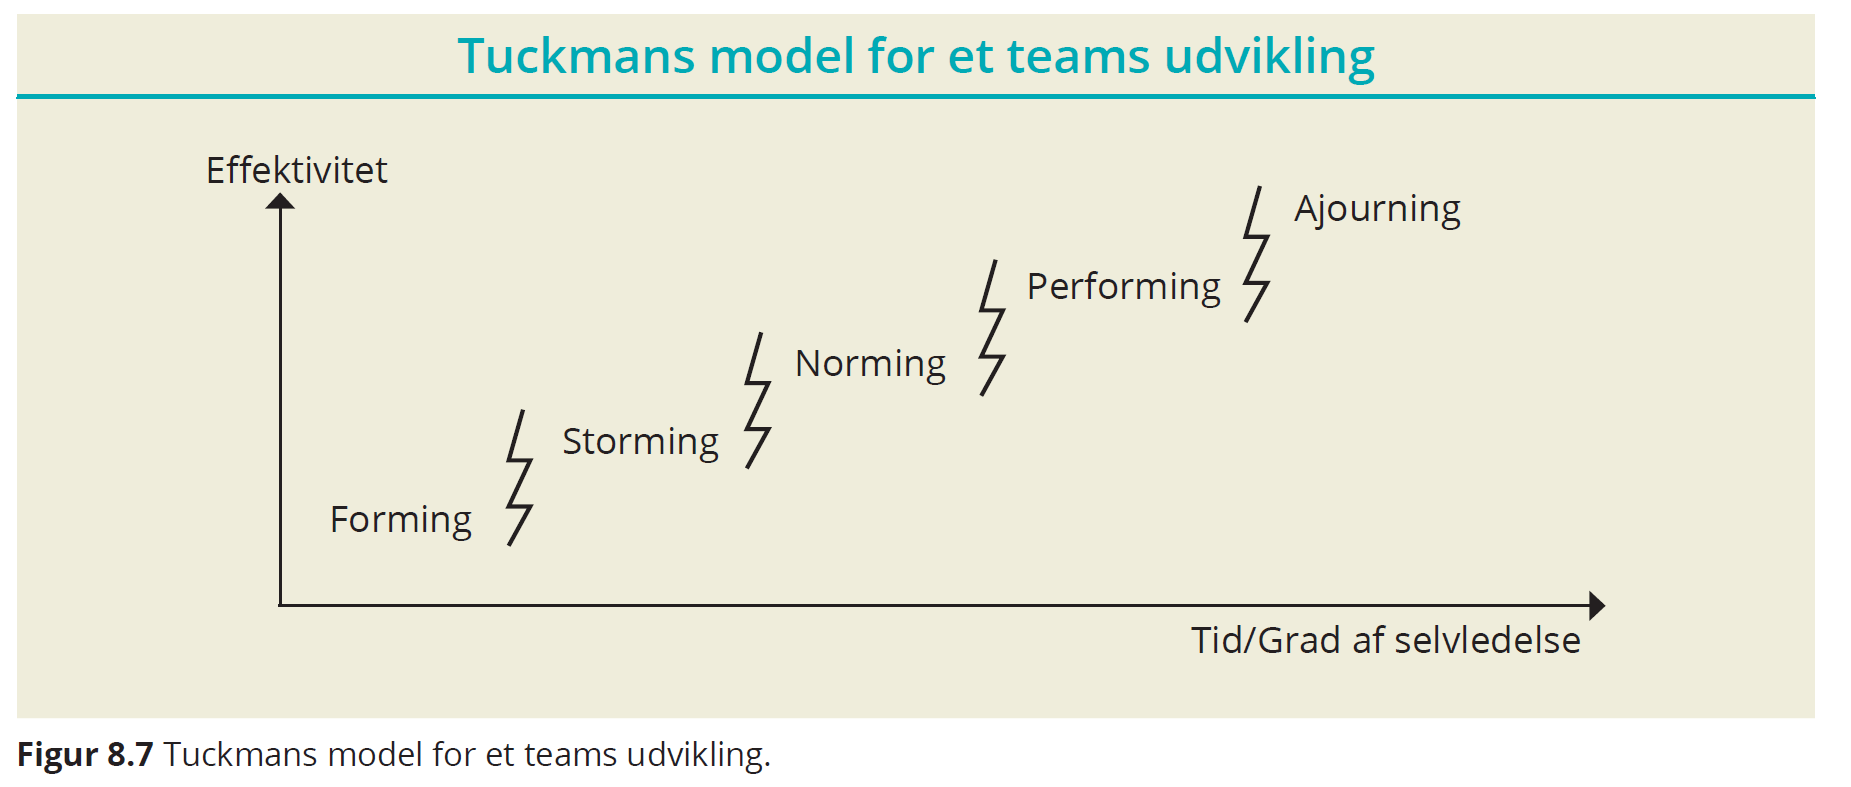 Tuckmans model for et teams udvikling
Effektivitet
Ajourning
Performing
Norming
Storming
Forming
Tid/Grad af selvledelse
Figur 8.7 Tuckmans model for et teams udvikling.